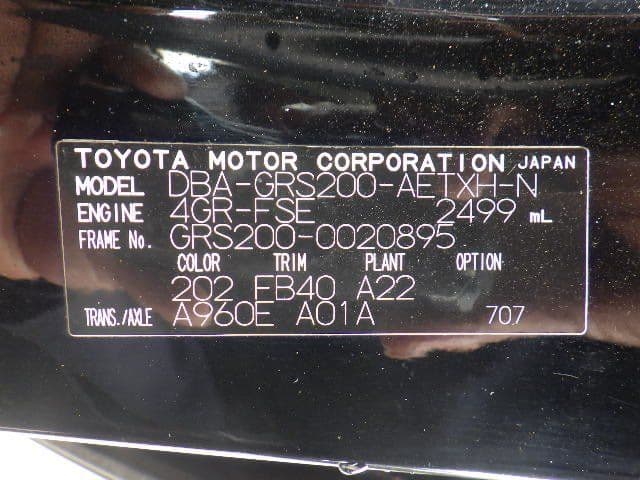 TOYOTA MOTOR CORPORATION JAPAN
MODEL DBA-GRS200-AETXH-N
ENGINE 4GR-FSE 2499 mL
FRAME No. GRS200-0020895
COLOR TRIM PLANT OPTION
202 FB40 A22
TRANS./AXLE A960E A01A 707